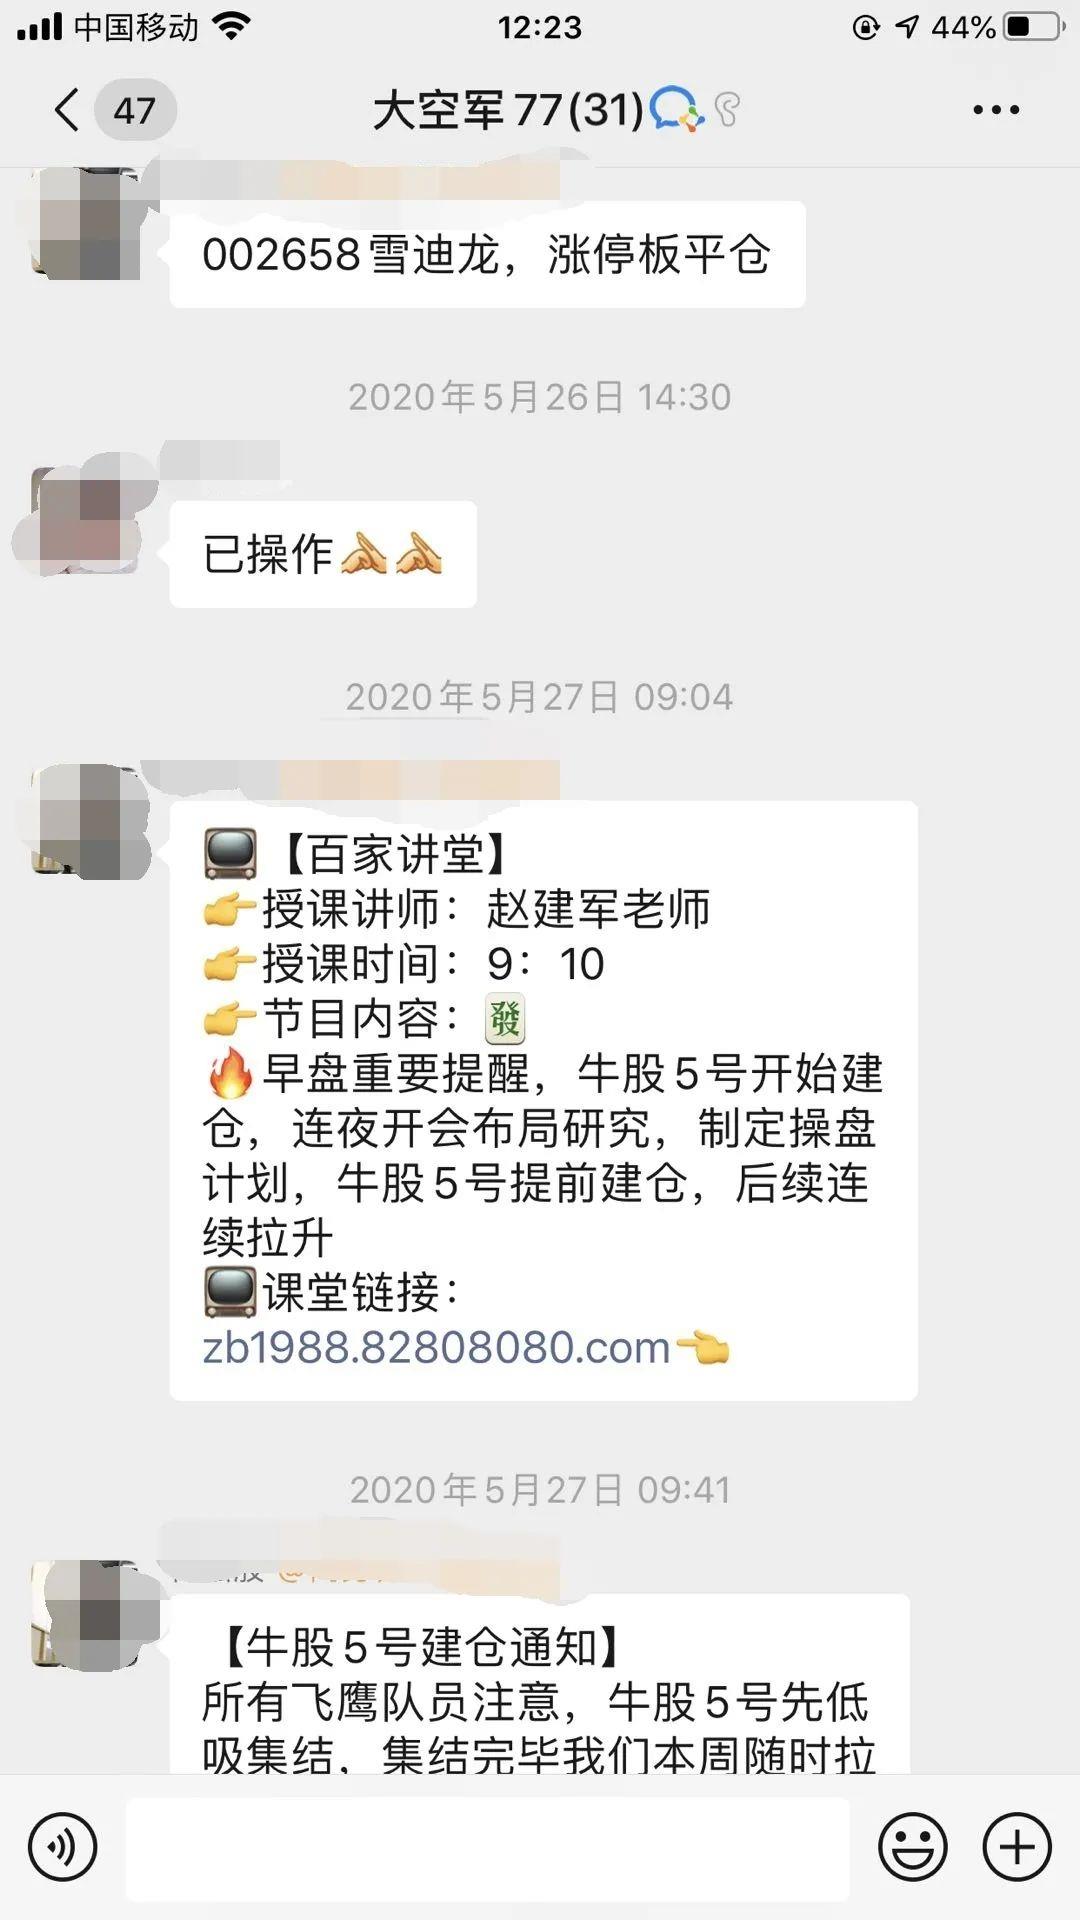 中国移动 12:23 44%
47 大空军77(31)
002658雪迪龙，涨停板平仓
2020年5月26日 14:30
已操作
2020年5月27日 09:04
【百家讲堂】
授课讲师：赵建军老师
授课时间：9：10
节目内容：🀅
早盘重要提醒，牛股5号开始建
仓，连夜开会布局研究，制定操盘
计划，牛股5号提前建仓，后续连
续拉升
课堂链接：
zb1988.82808080.com
2020年5月27日 09:41
【牛股5号建仓通知】
所有飞鹰队员注意，牛股5号先低
吸集结，集结完毕我们本周随时拉